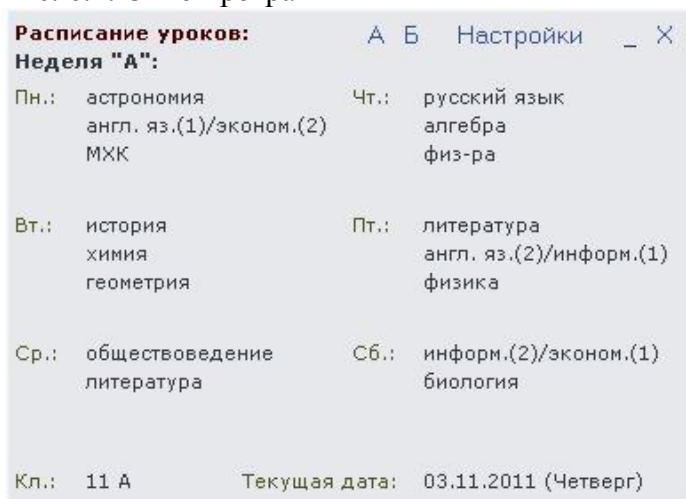 Расписание уроков: А Б Настройки _ X
Неделя "А":
Пн.: астрономия
англ. яз.(1)/эконом.(2)
МХК
Чт.: русский язык
алгебра
физ-ра
Вт.: история
химия
геометрия
Пт.: литература
англ. яз.(2)/информ.(1)
физика
Ср.: обществоведение
литература
Сб.: информ.(2)/эконом.(1)
биология
Кл.: 11 А Текущая дата: 03.11.2011 (Четверг)